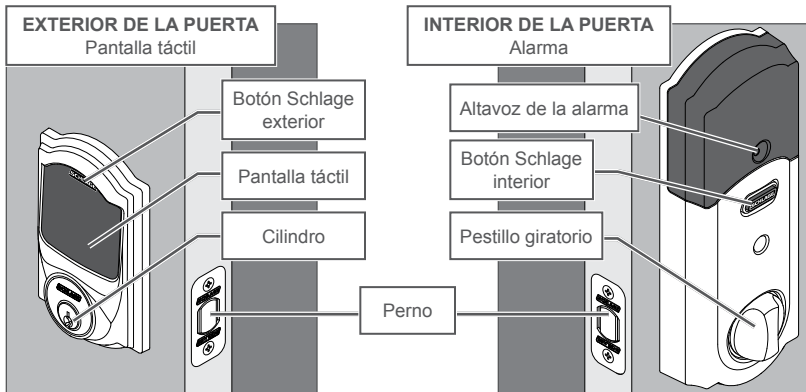 EXTERIOR DE LA PUERTA
Pantalla táctil
INTERIOR DE LA PUERTA
Alarma
Botón Schlage
exterior
Pantalla táctil
Cilindro
Altavoz de la alarma
Botón Schlage
interior
Pestillo giratorio
Perno